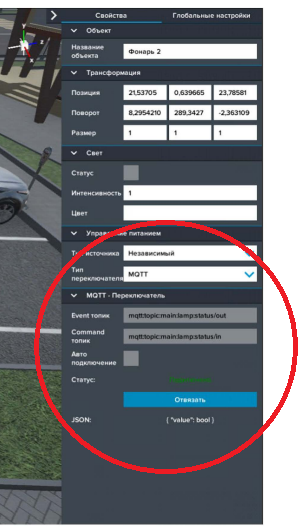 Свойства
Глобальные настройки
Объект
Название объекта
Фонарь 2
Трансформация
Позиция
21,53705
0,639665
23,78581
Поворот
8,2954210
289,3427
-2,363109
Размер
1
1
1
Свет
Статус
Интенсивность
1
Цвет
Управление питанием
Тип источника
Независимый
Тип переключателя
MQTT
MQTT - Переключатель
Event топик
mqtt:topic:main:lamp:status/out
Command топик
mqtt:topic:main:lamp:status/in
Авто подключение
Статус:
Отвязать
JSON:
{ "value": bool }